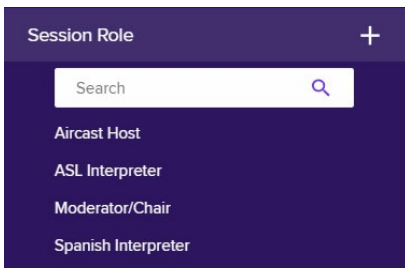 Session Role
Search
Aircast Host
ASL Interpreter
Moderator/Chair
Spanish Interpreter